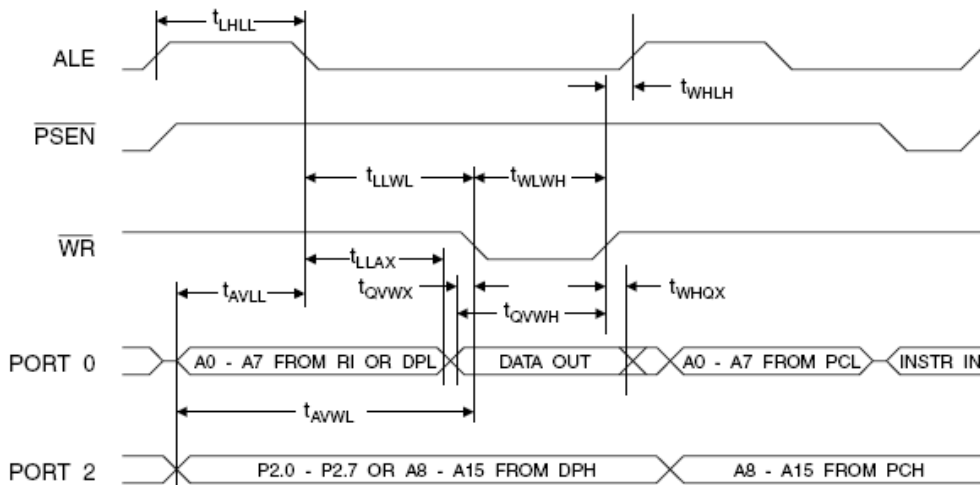 tLHLL
ALE
tWHLH
PSEN
tLLWL
tWLWH
WR
tLLAX
tAVLL
tQVWX
tWHQX
tQVWH
PORT 0
A0 - A7 FROM RI OR DPL
DATA OUT
A0 - A7 FROM PCL
INSTR IN
tAVWL
PORT 2
P2.0 - P2.7 OR A8 - A15 FROM DPH
A8 - A15 FROM PCH